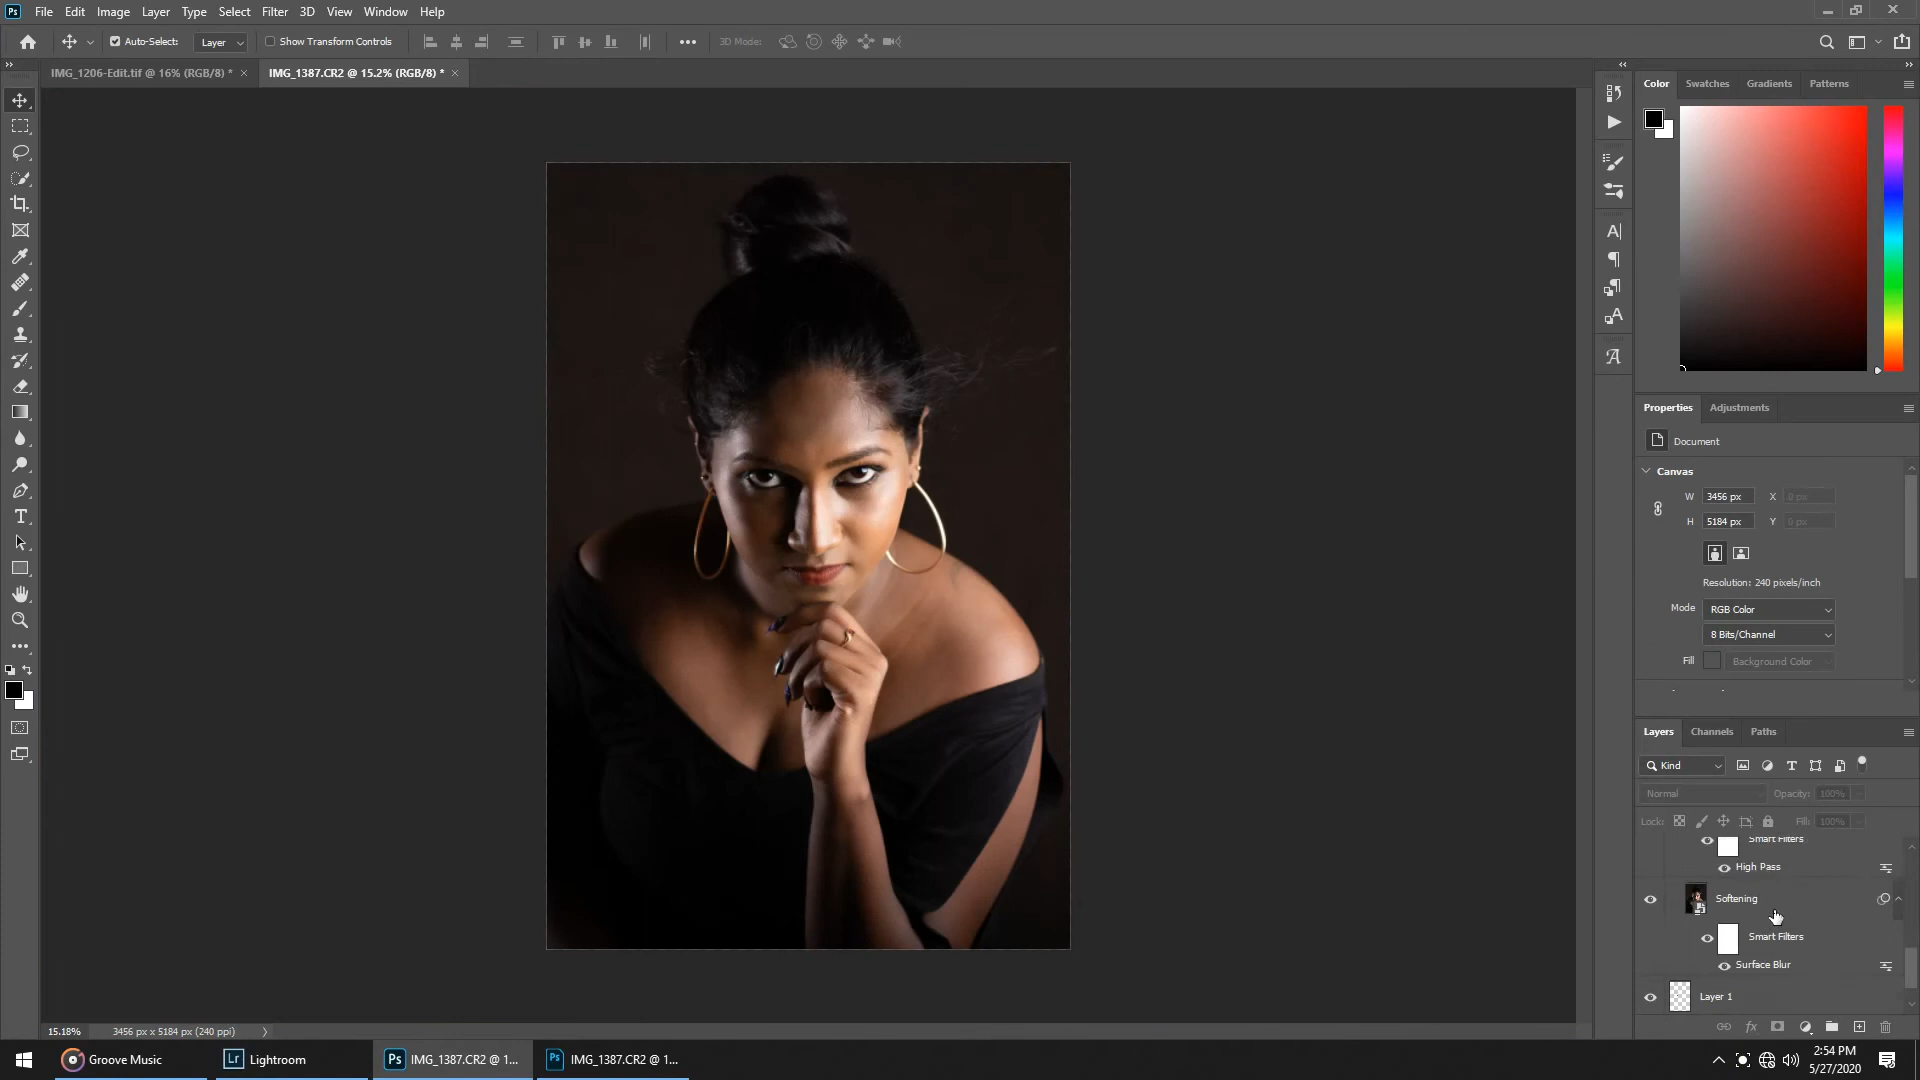 Ps File Edit Image Layer Type Select Filter 3D View Window Help
Auto-Select: Layer Show Transform Controls 3D Mode:
IMG_1206-Edit.tif @ 16% (RGB/8) * × IMG_1387.CR2 @ 15.2% (RGB/8) * ×
Color Swatches Gradients Patterns
Properties Adjustments
Document
Canvas
W 3456 px X 0 px
H 5184 px Y 0 px
Resolution: 240 pixels/inch
Mode RGB Color
8 Bits/Channel
Fill Background Color
Layers Channels Paths
Kind
Normal Opacity: 100%
Lock: Fill: 100%
Smart Filters
High Pass
Softening
Smart Filters
Surface Blur
Layer 1
fx
15.18% 3456 px x 5184 px (240 ppi)
Groove Music Lr Lightroom Ps IMG_1387.CR2 @ 1... Ps IMG_1387.CR2 @ 1...
2:54 PM
5/27/2020